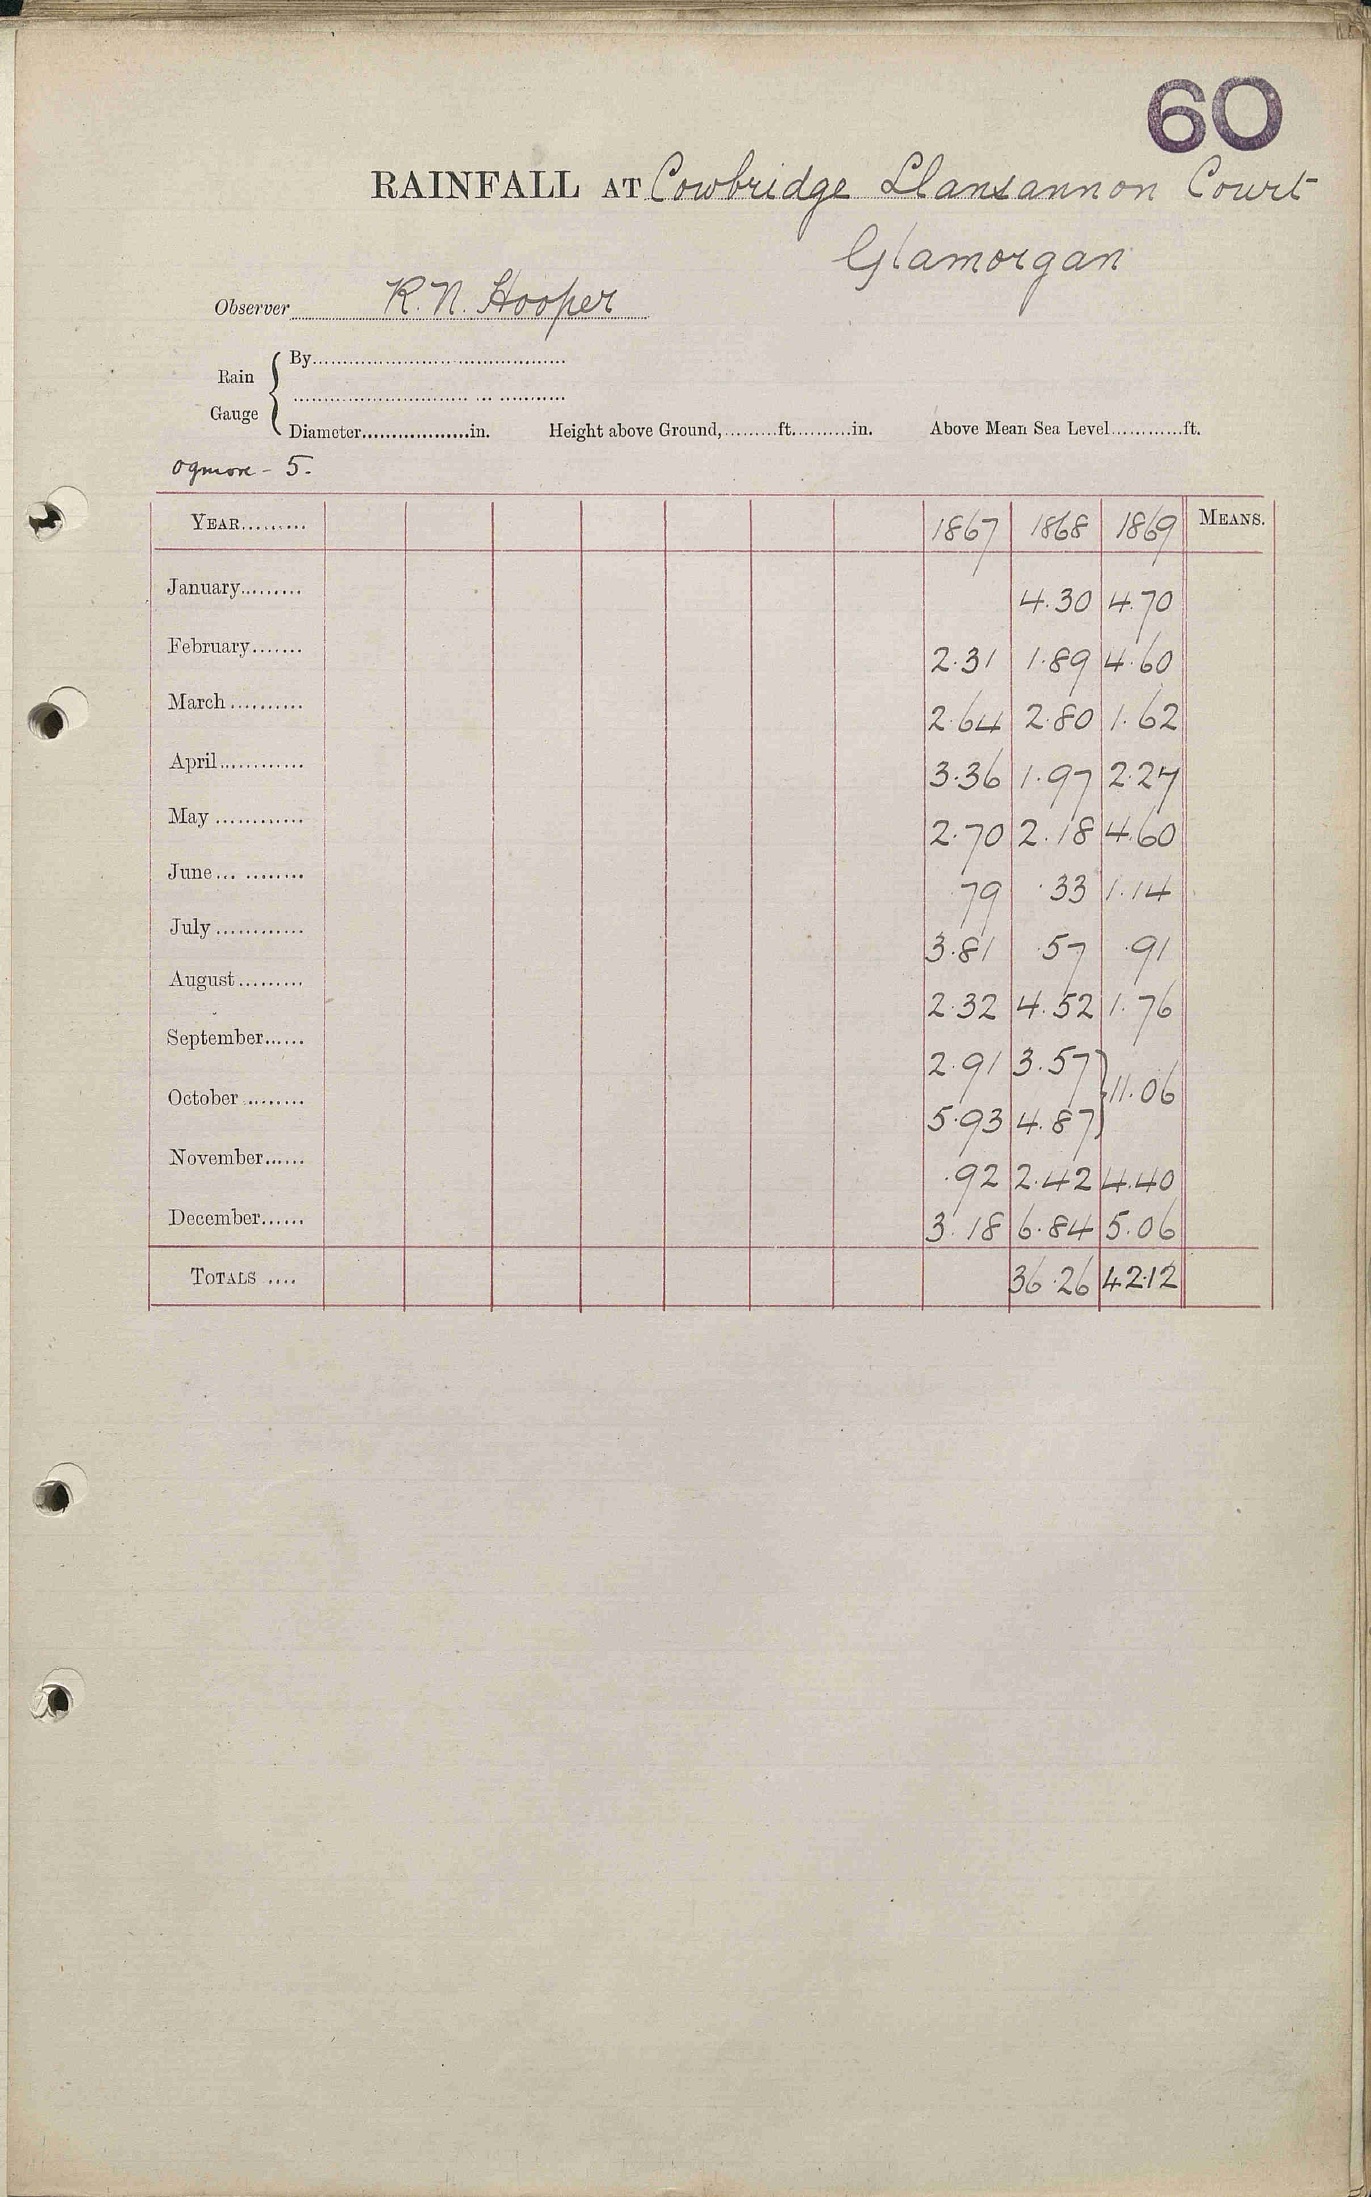 60
RAINFALL AT Cowbridge Llansannon Court
Glamorgan
Observer R. N. Hooper
Rain Gauge { By
Diameter in. Height above Ground, ft. in. Above Mean Sea Level ft.
Ogmore - 5.
YEAR 1867 1868 1869 MEANS.
January 4.30 4.70
February 2.31 1.89 4.60
March 2.64 2.80 1.62
April 3.36 1.97 2.27
May 2.70 2.18 4.60
June .79 .33 1.14
July 3.81 .57 .91
August 2.32 4.52 1.76
September 2.91 3.57 } 11.06
October 5.93 4.87
November .92 2.42 4.40
December 3.18 6.84 5.06
TOTALS 36.26 42.12